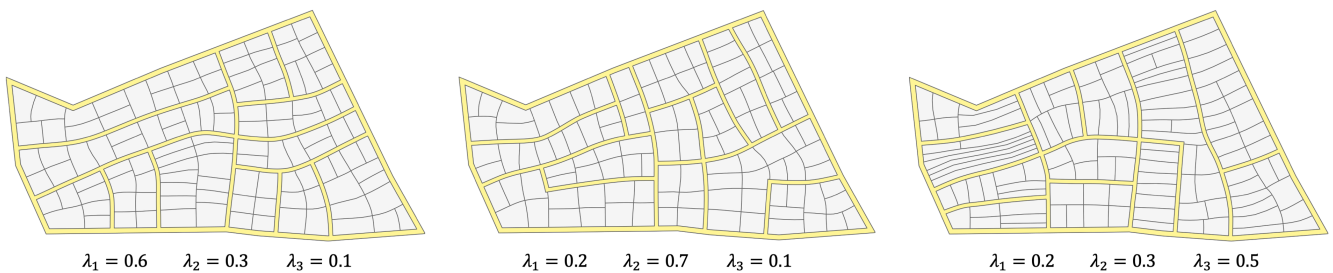 λ₁ = 0.6 λ₂ = 0.3 λ₃ = 0.1 λ₁ = 0.2 λ₂ = 0.7 λ₃ = 0.1 λ₁ = 0.2 λ₂ = 0.3 λ₃ = 0.5